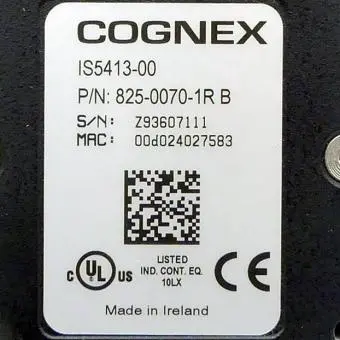 COGNEX
IS5413-00
P/N: 825-0070-1R B
S/N: Z93607111
MAC: 00d024027583
C UL US
LISTED
IND. CONT. EQ.
10LX
CE
Made in Ireland